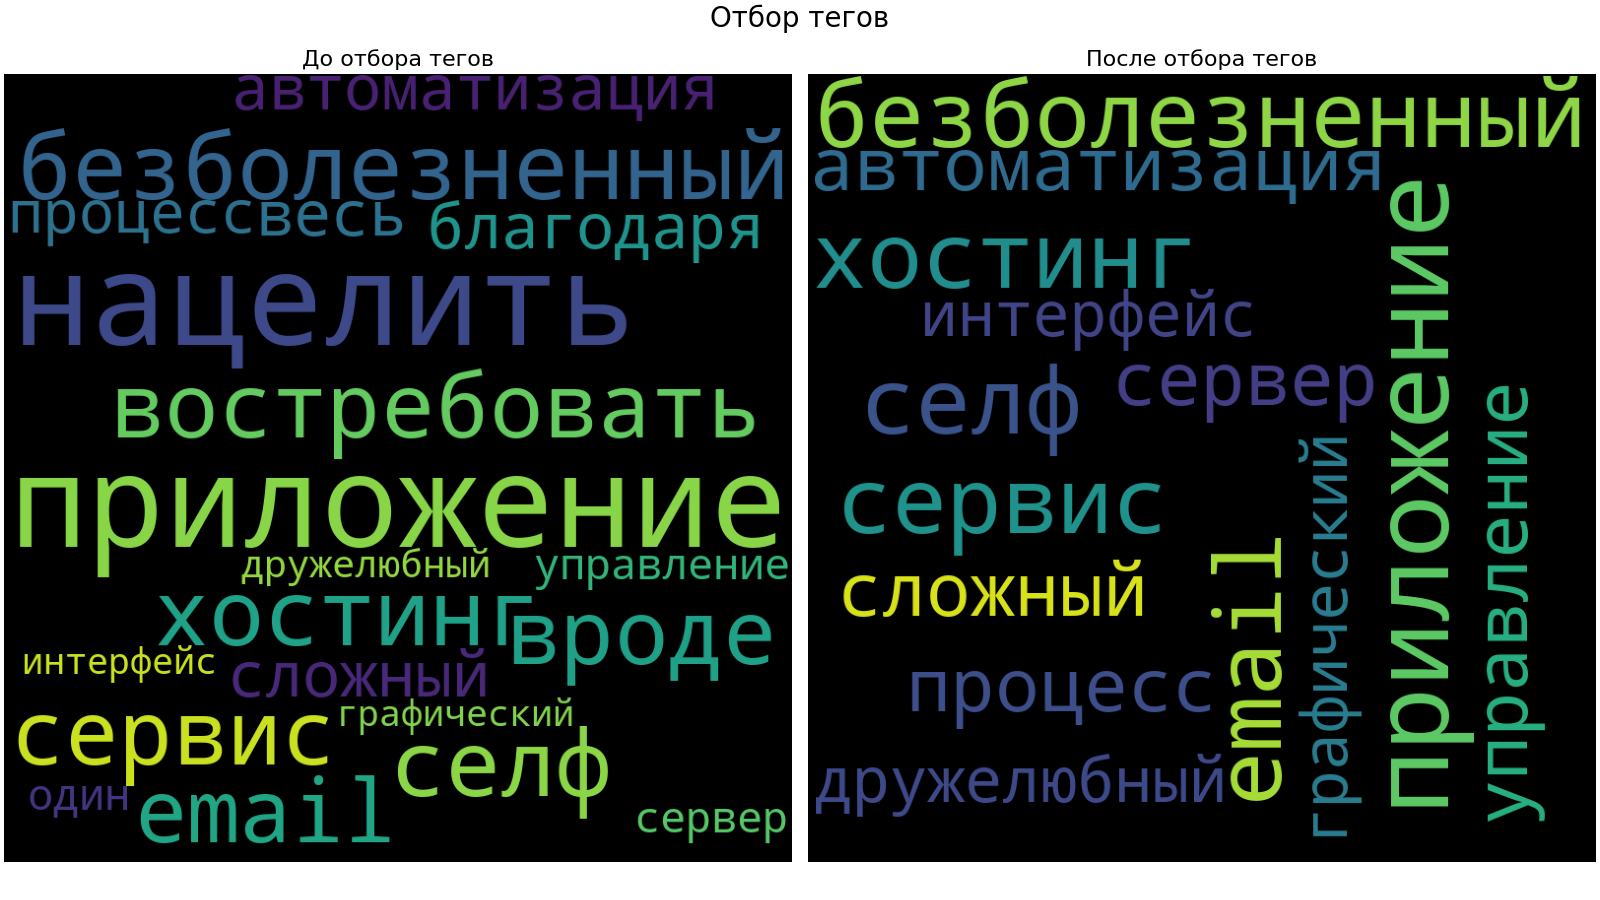 Отбор тегов
До отбора тегов
автоматизация
безболезненный
процесс весь благодаря
нацелить
востребовать
приложение
дружелюбный управление
хостинг вроде
интерфейс сложный
сервис графический
селф
один email сервер
После отбора тегов
безболезненный
автоматизация
хостинг
интерфейс
селф сервер
сервис
сложный
процесс
дружелюбный
email
графический
приложение
управление